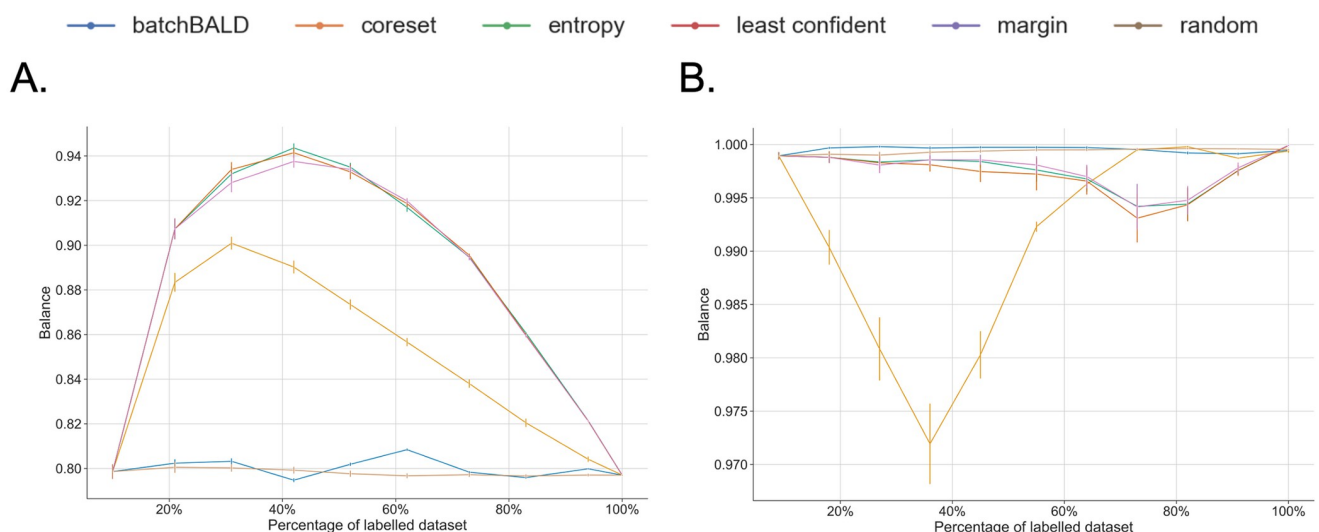 batchBALD coreset entropy least confident margin random
A. B.
0.94
0.92
0.90
0.88
0.86
0.84
0.82
0.80
Balance
20% 40% 60% 80% 100%
Percentage of labelled dataset
1.000
0.995
0.990
0.985
0.980
0.975
0.970
Balance
20% 40% 60% 80% 100%
Percentage of labelled dataset